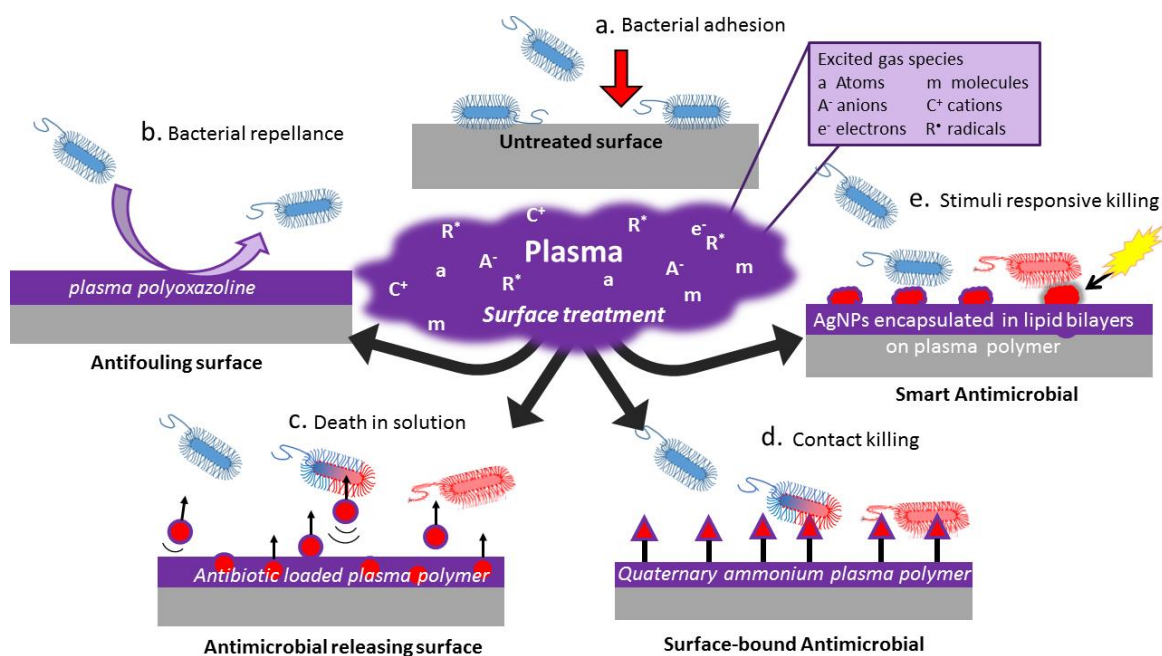 a. Bacterial adhesion
Untreated surface
Excited gas species
a Atoms m molecules
A⁻ anions C⁺ cations
e⁻ electrons R• radicals
b. Bacterial repellance
plasma polyoxazoline
Antifouling surface
C⁺
R*
R*
e⁻
R*
Plasma
A⁻
a
A⁻
m
C⁺
R*
a
m
m
Surface treatment
e. Stimuli responsive killing
AgNPs encapsulated in lipid bilayers
on plasma polymer
Smart Antimicrobial
c. Death in solution
Antibiotic loaded plasma polymer
Antimicrobial releasing surface
d. Contact killing
Quaternary ammonium plasma polymer
Surface-bound Antimicrobial